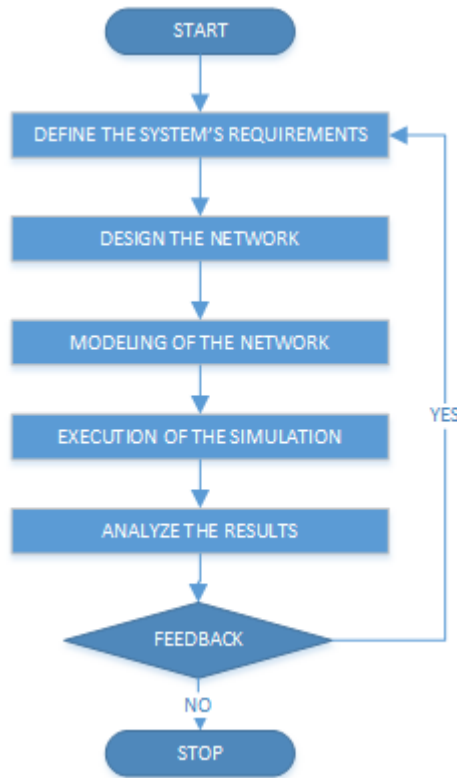 START
DEFINE THE SYSTEM'S REQUIREMENTS
DESIGN THE NETWORK
MODELING OF THE NETWORK
EXECUTION OF THE SIMULATION
YES
ANALYZE THE RESULTS
FEEDBACK
NO
STOP